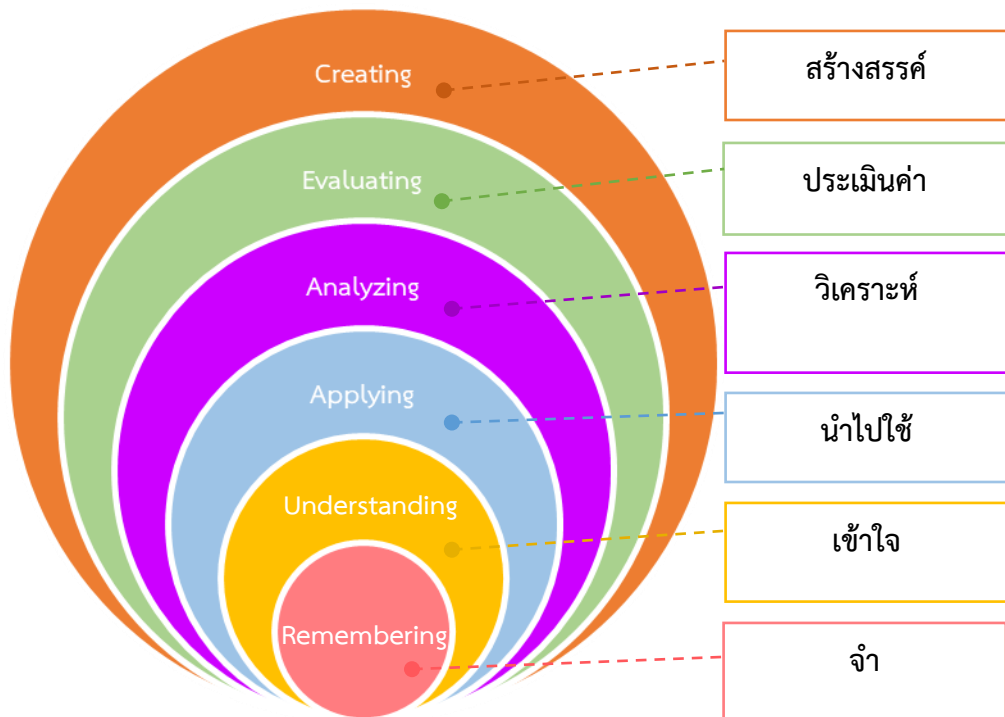 Creating
สร้างสรรค์
Evaluating
ประเมินค่า
Analyzing
วิเคราะห์
Applying
นำไปใช้
Understanding
เข้าใจ
Remembering
จำ